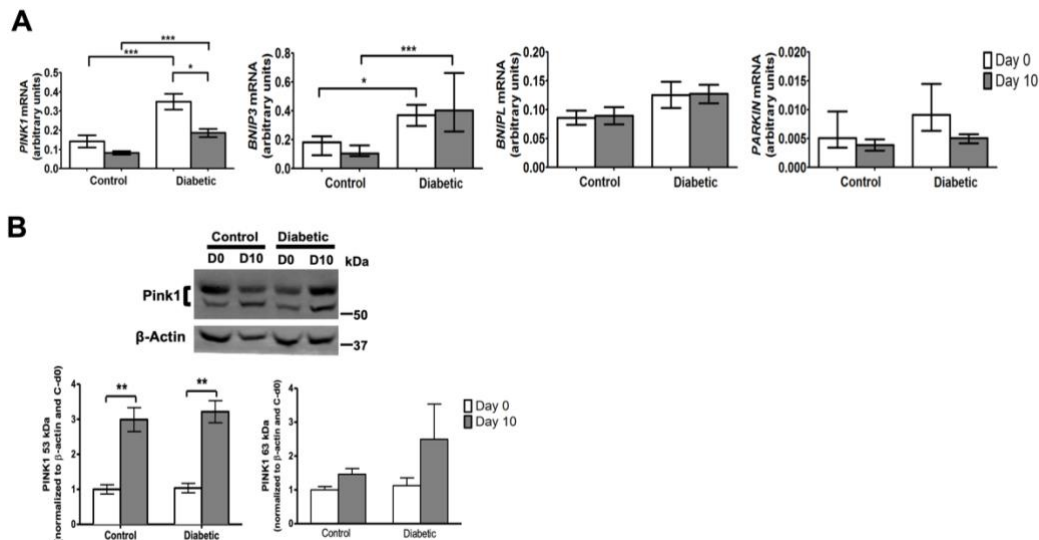 A
PINK1 mRNA
(arbitrary units)
0.5
0.4
0.3
0.2
0.1
0.0
***
***
*
Control
Diabetic
BNIP3 mRNA
(arbitrary units)
0.8
0.6
0.4
0.2
0.0
***
*
Control
Diabetic
BNIPL mRNA
(arbitrary units)
0.20
0.15
0.10
0.05
0.00
Control
Diabetic
PARKIN mRNA
(arbitrary units)
0.020
0.015
0.010
0.005
0.000
Control
Diabetic
Day 0
Day 10
B
Control Diabetic
D0 D10 D0 D10 kDa
Pink1
50
β-Actin
37
PINK1 53 kDa
(normalized to β-actin and C-d0)
4
3
2
1
0
**
**
Control
Diabetic
PINK1 63 kDa
(normalized to β-actin and C-d0)
4
3
2
1
0
Control
Diabetic
Day 0
Day 10